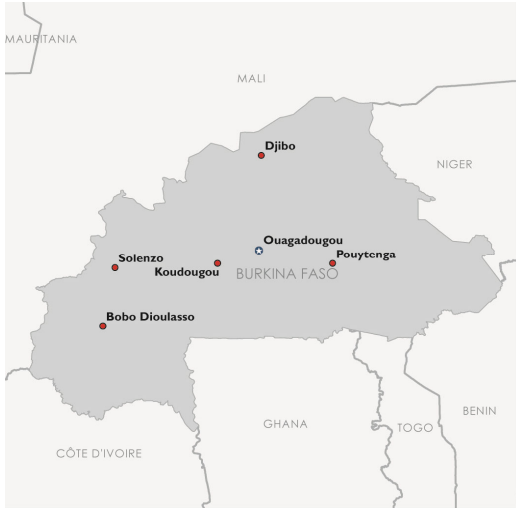 MAURITANIA
MALI
Djibo
NIGER
Ouagadougou
Solenzo
Pouytenga
Koudougou
BURKINA FASO
Bobo Dioulasso
BENIN
GHANA
TOGO
CÔTE D'IVOIRE